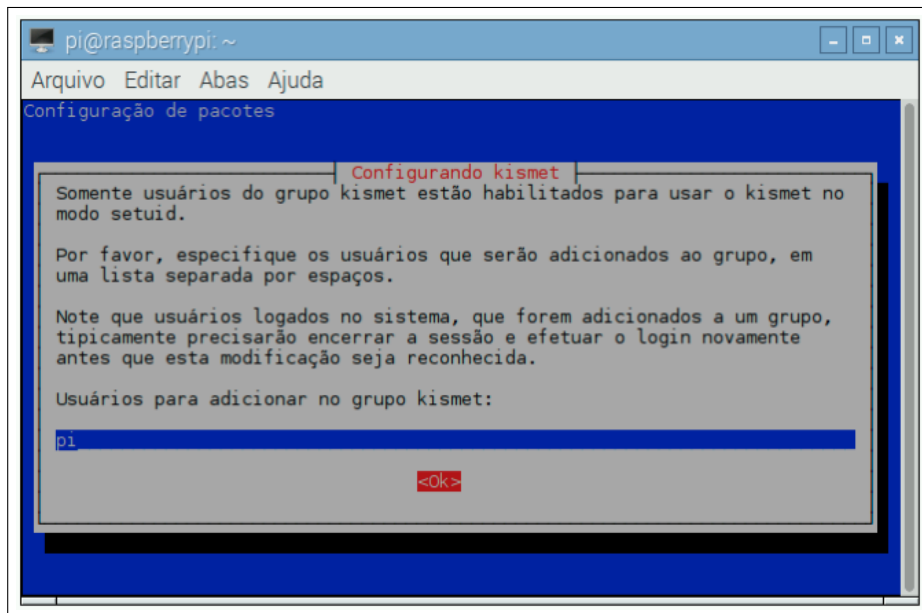 pi@raspberrypi: ~
Arquivo Editar Abas Ajuda
Configuração de pacotes
Configurando kismet
Somente usuários do grupo kismet estão habilitados para usar o kismet no
modo setuid.
Por favor, especifique os usuários que serão adicionados ao grupo, em
uma lista separada por espaços.
Note que usuários logados no sistema, que forem adicionados a um grupo,
tipicamente precisarão encerrar a sessão e efetuar o login novamente
antes que esta modificação seja reconhecida.
Usuários para adicionar no grupo kismet:
pi
<Ok>